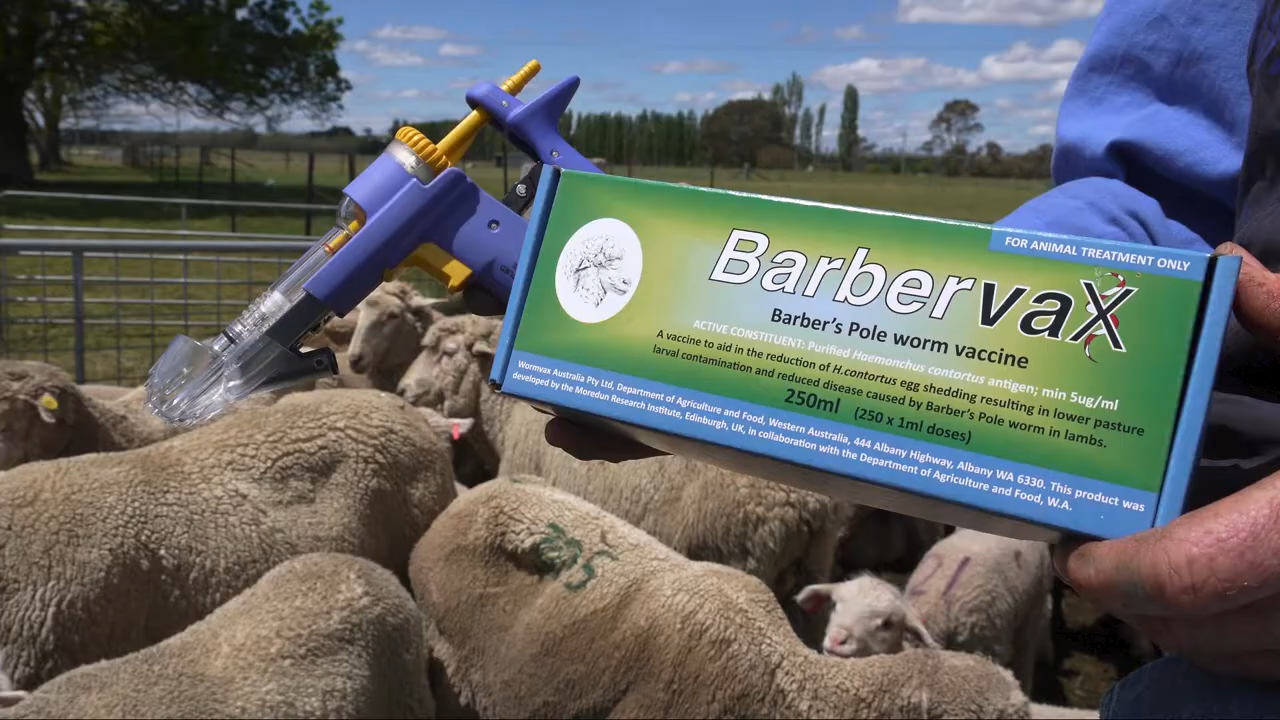 FOR ANIMAL TREATMENT ONLY
Barbervax
Barber's Pole worm vaccine
ACTIVE CONSTITUENT: Purified Haemonchus contortus antigen; min 5ug/ml
A vaccine to aid in the reduction of H.contortus egg shedding resulting in lower pasture
larval contamination and reduced disease caused by Barber's Pole worm in lambs.
250ml (250 x 1ml doses)
Wormvax Australia Pty Ltd, Department of Agriculture and Food, Western Australia, 444 Albany Highway, Albany WA 6330. This product was
developed by the Moredun Research Institute, Edinburgh, UK, in collaboration with the Department of Agriculture and Food, W.A.